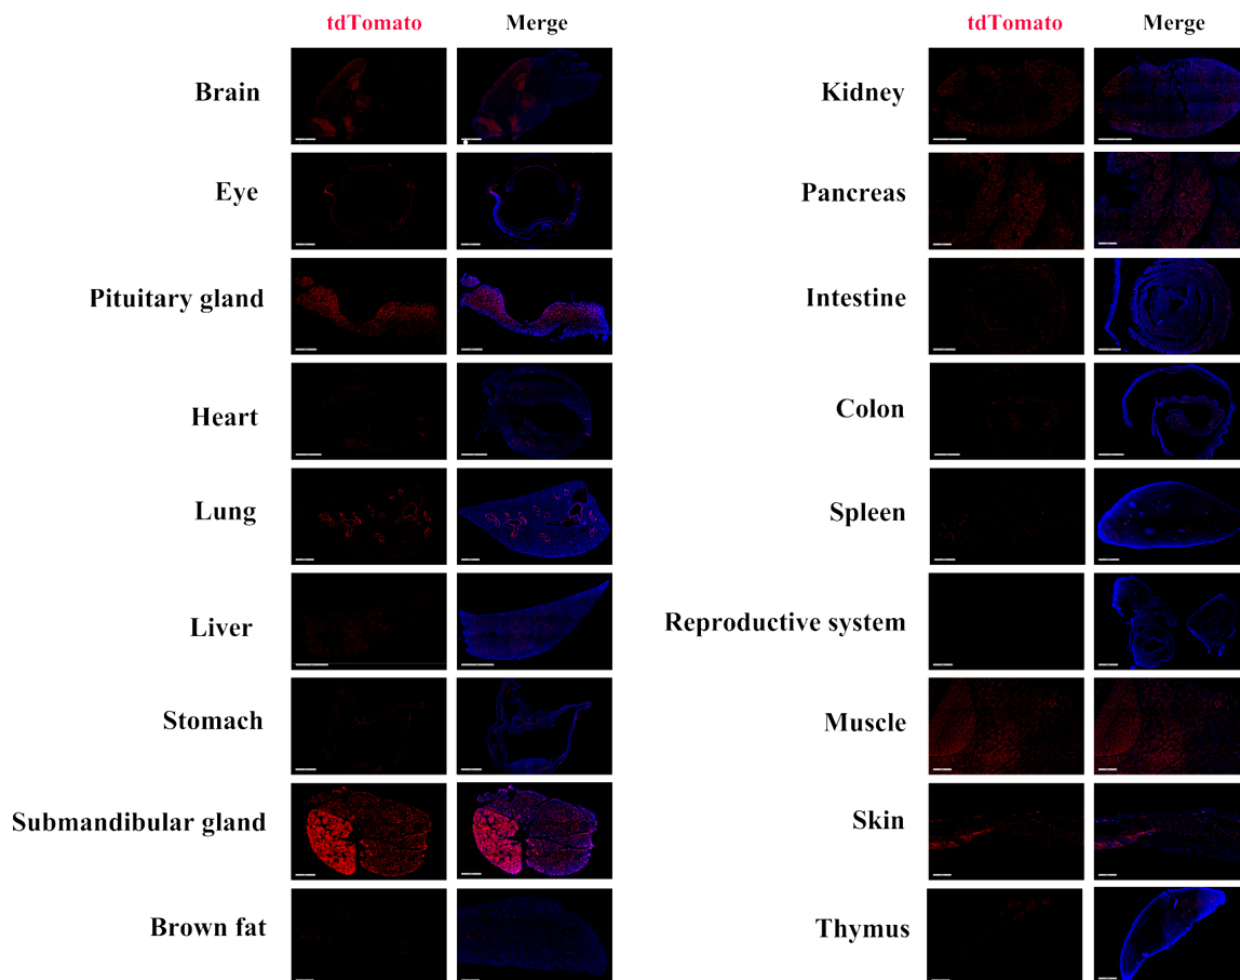 tdTomato Merge tdTomato Merge
Brain Kidney
Eye Pancreas
Pituitary gland Intestine
Heart Colon
Lung Spleen
Liver Reproductive system
Stomach Muscle
Submandibular gland Skin
Brown fat Thymus